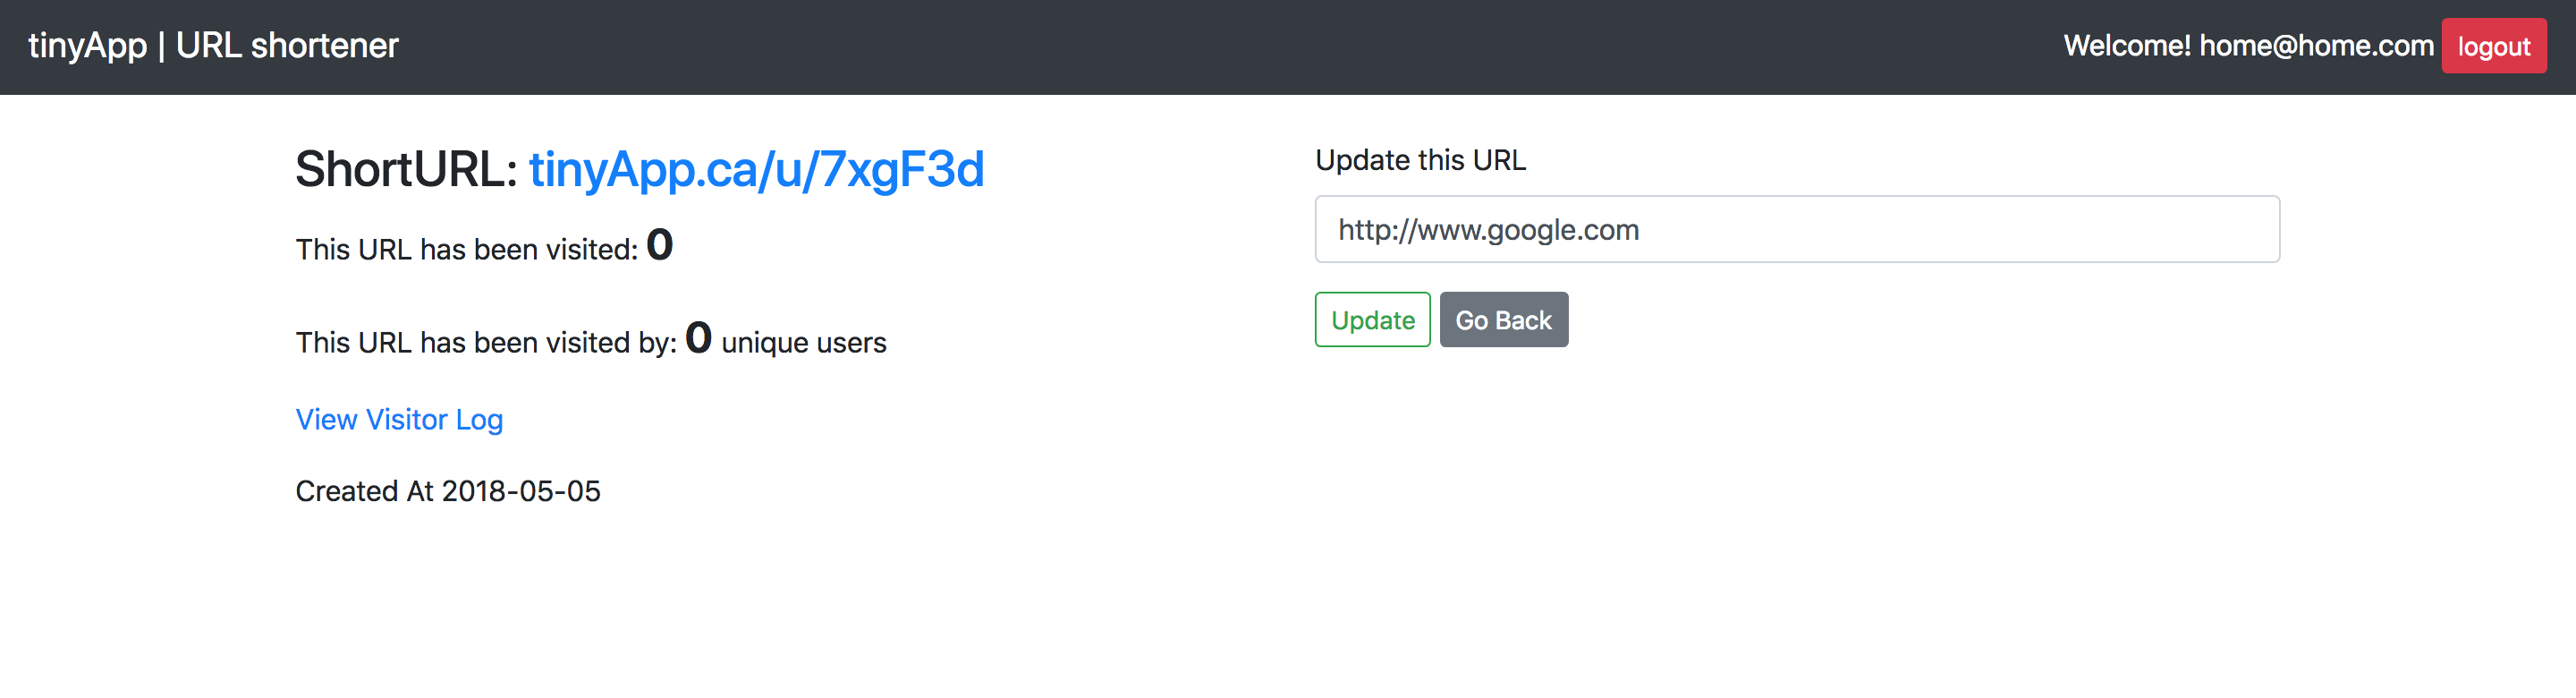 tinyApp | URL shortener
Welcome! home@home.com logout
ShortURL: tinyApp.ca/u/7xgF3d
This URL has been visited: 0
This URL has been visited by: 0 unique users
View Visitor Log
Created At 2018-05-05
Update this URL
http://www.google.com
Update Go Back